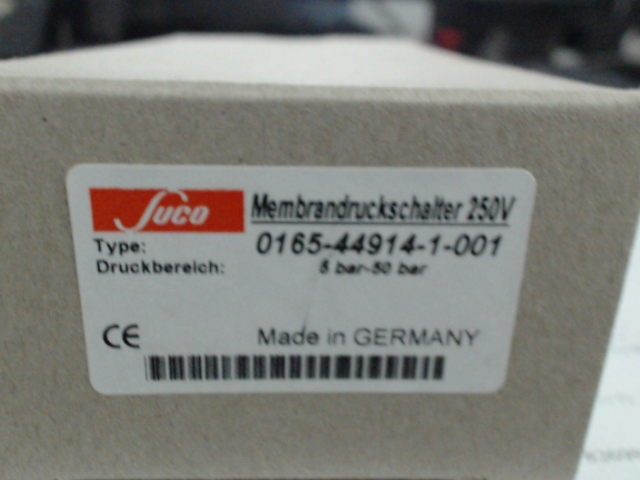 Suco
Membrandruckschalter 250V
Type: 0165-44914-1-001
Druckbereich: 5 bar-50 bar
CE Made in GERMANY